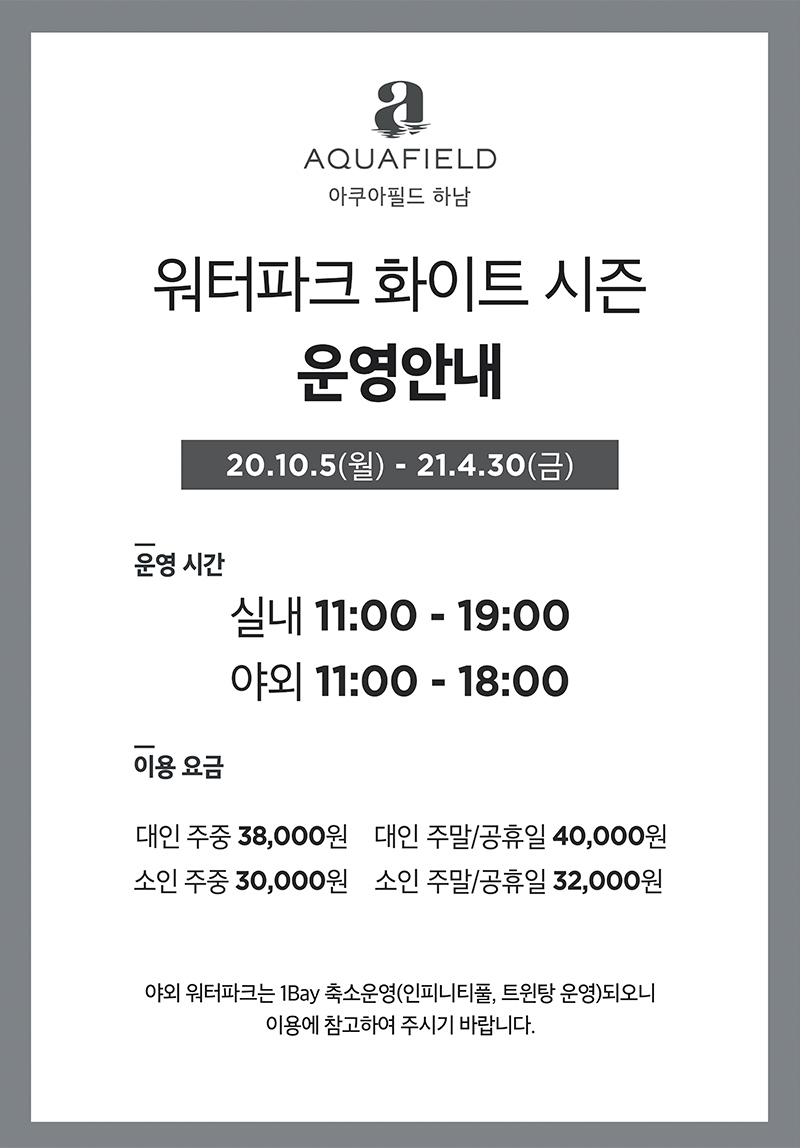 a
AQUAFIELD
아쿠아필드 하남
워터파크 화이트 시즌
운영안내
20.10.5(월) - 21.4.30(금)
운영 시간
실내 11:00 - 19:00
야외 11:00 - 18:00
이용 요금
대인 주중 38,000원 대인 주말/공휴일 40,000원
소인 주중 30,000원 소인 주말/공휴일 32,000원
야외 워터파크는 1Bay 축소운영(인피니티풀, 트윈탕 운영)되오니
이용에 참고하여 주시기 바랍니다.